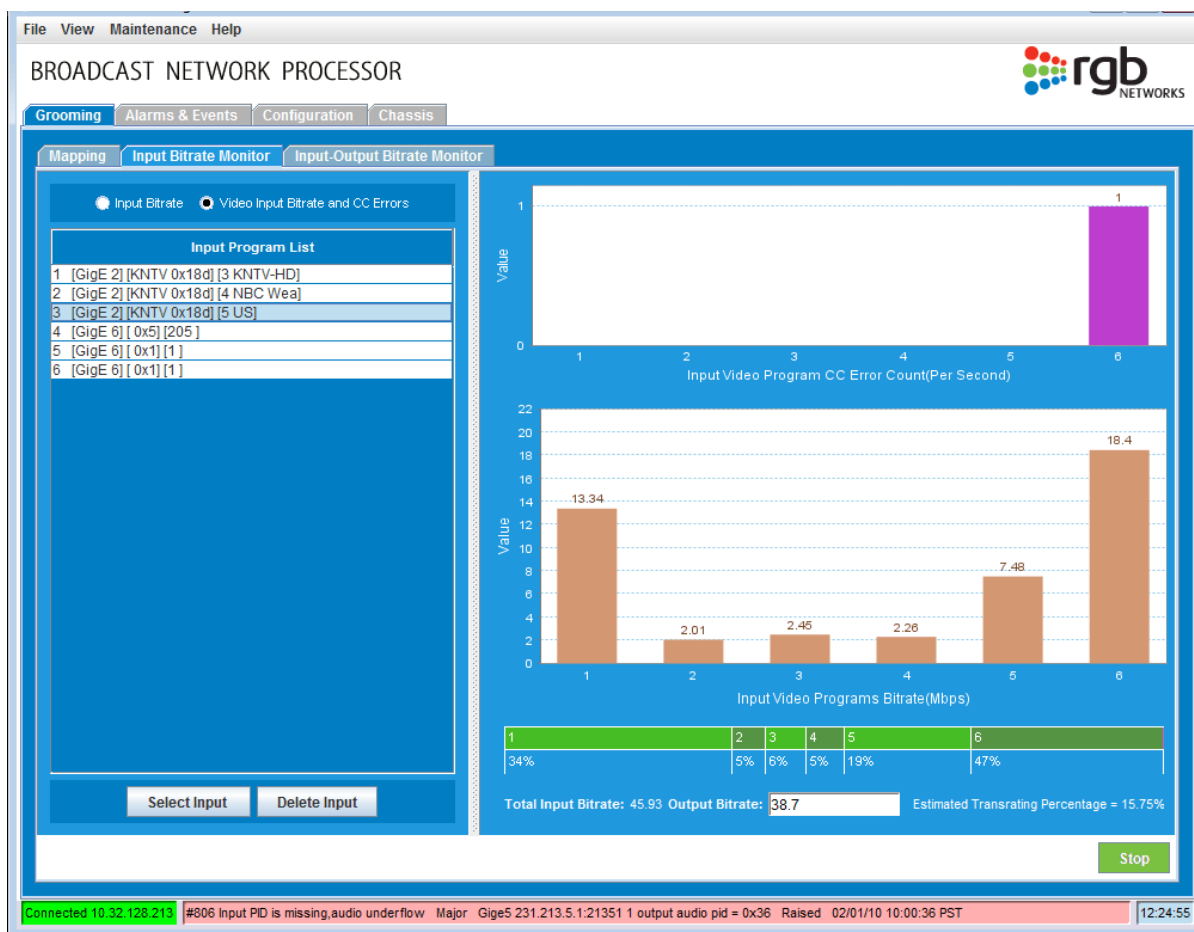 File View Maintenance Help
BROADCAST NETWORK PROCESSOR
rgb
NETWORKS
Grooming Alarms & Events Configuration Chassis
Mapping Input Bitrate Monitor Input-Output Bitrate Monitor
Input Bitrate Video Input Bitrate and CC Errors
Input Program List
1 [GigE 2] [KNTV 0x18d] [3 KNTV-HD]
2 [GigE 2] [KNTV 0x18d] [4 NBC Wea]
3 [GigE 2] [KNTV 0x18d] [5 US]
4 [GigE 6] [ 0x5] [205 ]
5 [GigE 6] [ 0x1] [1 ]
6 [GigE 6] [ 0x1] [1 ]
Select Input Delete Input
1
1
Value
0
1 2 3 4 5 6
Input Video Program CC Error Count(Per Second)
22
20
18
16
14
12
10
8
6
4
2
0
Value
13.34 2.01 2.45 2.26 7.48 18.4
1 2 3 4 5 6
Input Video Programs Bitrate(Mbps)
1 2 3 4 5 6
34% 5% 6% 5% 19% 47%
Total Input Bitrate: 45.93 Output Bitrate: 38.7 Estimated Transrating Percentage = 15.75%
Stop
Connected 10.32.128.213 #806 Input PID is missing,audio underflow Major Gige5 231.213.5.1:21351 1 output audio pid = 0x36 Raised 02/01/10 10:00:36 PST 12:24:55